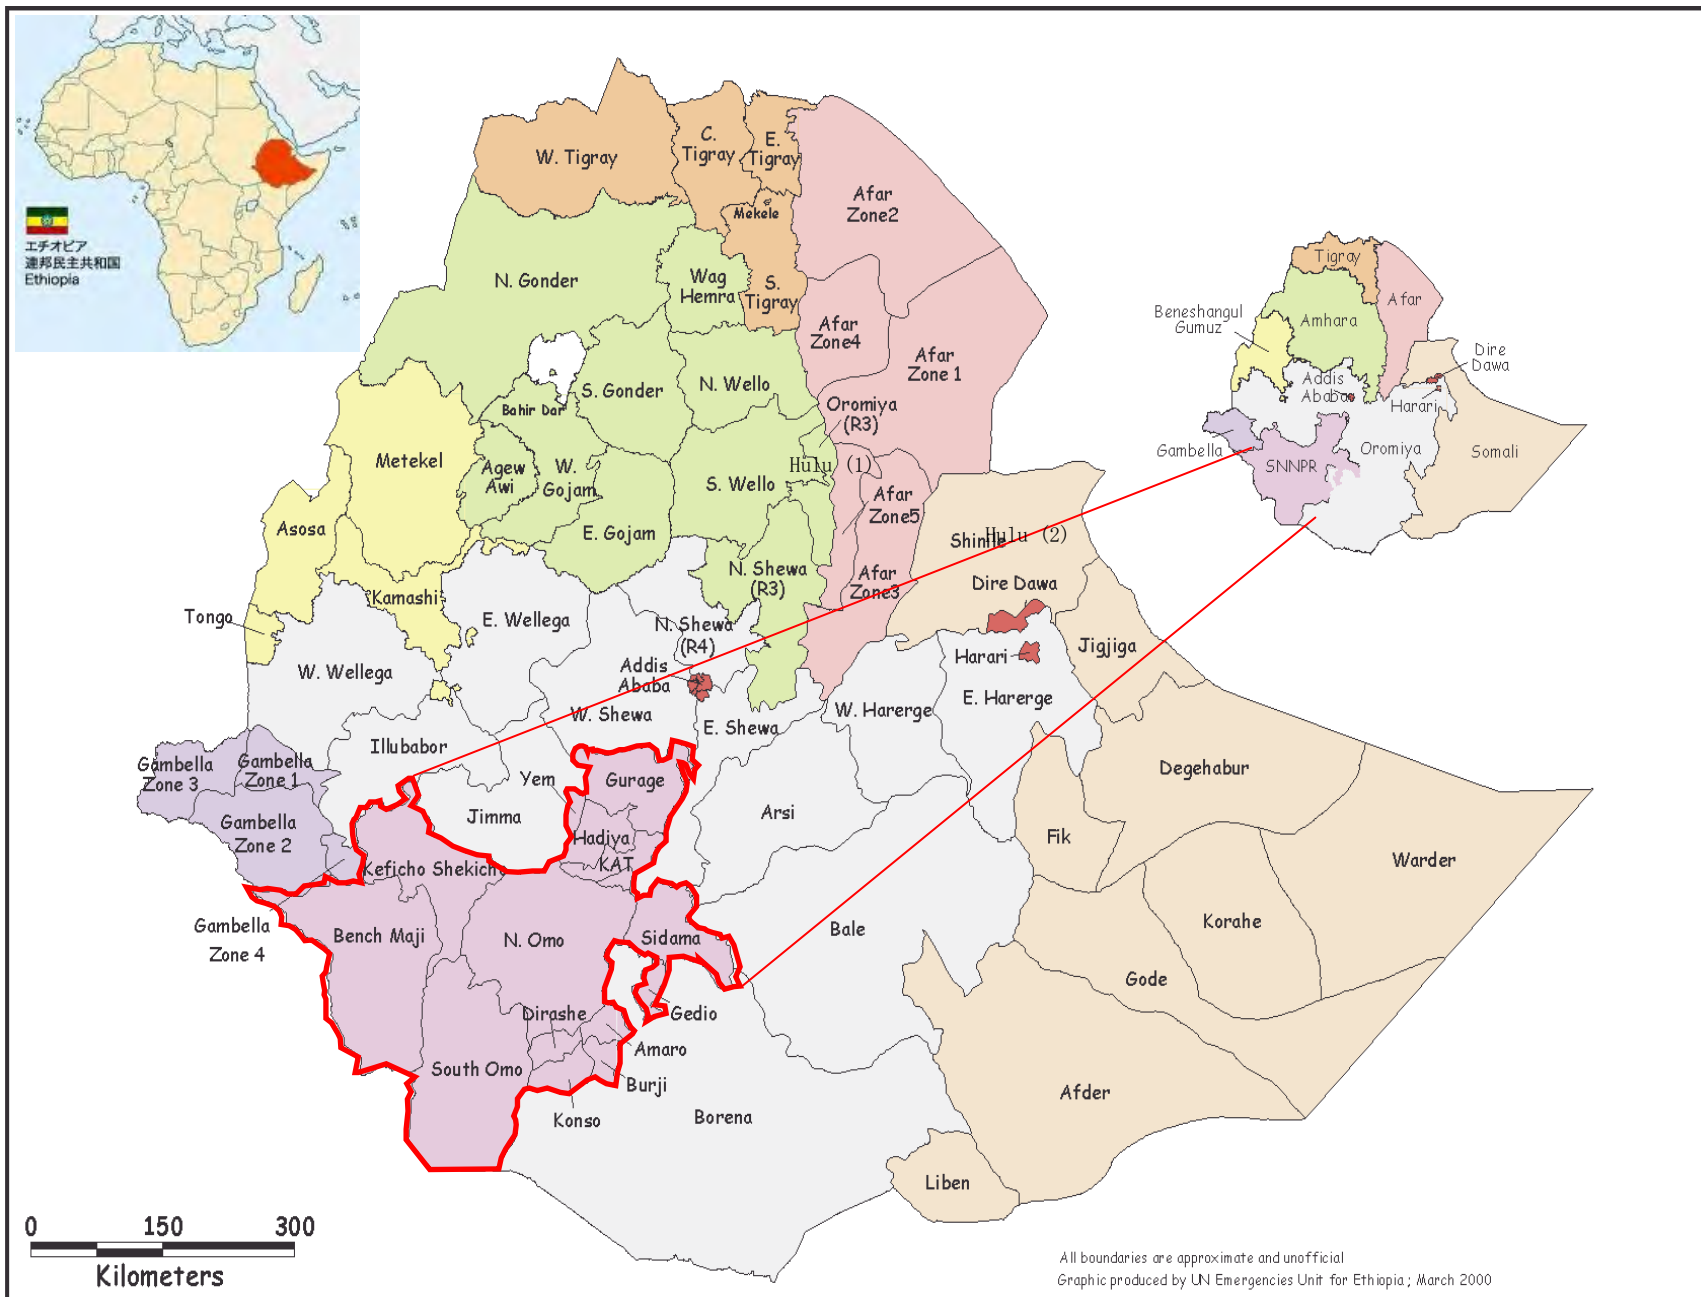 エチオピア
連邦民主共和国
Ethiopia
W. Tigray
C.
Tigray
E.
Tigray
Mekele
S.
Tigray
Afar
Zone2
N. Gonder
Wag
Hemra
Afar
Zone4
Afar
Zone 1
S. Gonder
N. Wello
Bahir Dar
Oromiya
(R3)
Metekel
Agew
Awi
W.
Gojam
S. Wello
Hulu (1)
Afar
Zone5
Asosa
E. Gojam
Shinile
Hulu (2)
N. Shewa
(R3)
Afar
Zone3
Dire Dawa
Kamashi
Tongo
E. Wellega
N. Shewa
(R4)
Harari
Jigjiga
W. Wellega
Addis
Ababa
E. Harerge
W. Harerge
W. Shewa
E. Shewa
Illubabor
Gambella
Zone 3
Gambella
Zone 1
Yem
Gurage
Degehabur
Jimma
Arsi
Gambella
Zone 2
Hadiya
KAT
Fik
Warder
Keficho Shekicho
Gambella
Zone 4
Bench Maji
N. Omo
Sidama
Bale
Korahe
Gode
Dirashe
Gedio
Amaro
South Omo
Burji
Konso
Borena
Afder
Liben
Tigray
Afar
Beneshangul
Gumuz
Amhara
Dire
Dawa
Addis
Ababa
Harari
Gambella
SNNPR
Oromiya
Somali
0 150 300
Kilometers
All boundaries are approximate and unofficial
Graphic produced by UN Emergencies Unit for Ethiopia; March 2000